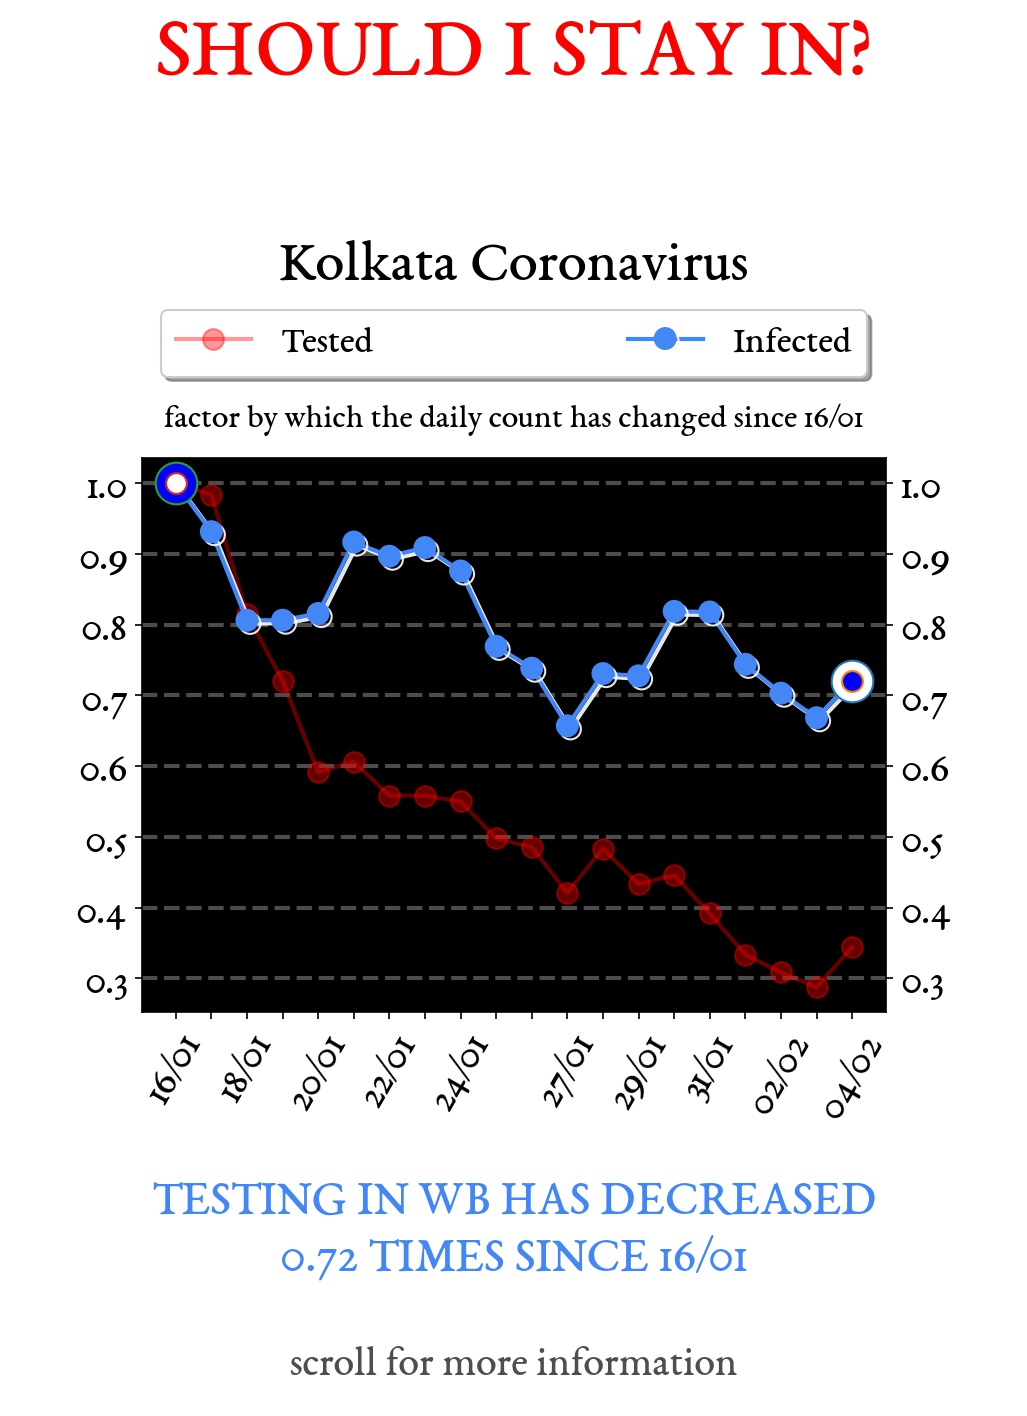 SHOULD I STAY IN?
Kolkata Coronavirus
Tested Infected
factor by which the daily count has changed since 16/01
1.0 1.0
0.9 0.9
0.8 0.8
0.7 0.7
0.6 0.6
0.5 0.5
0.4 0.4
0.3 0.3
16/01 18/01 20/01 22/01 24/01 27/01 29/01 31/01 02/02 04/02
TESTING IN WB HAS DECREASED
0.72 TIMES SINCE 16/01
scroll for more information